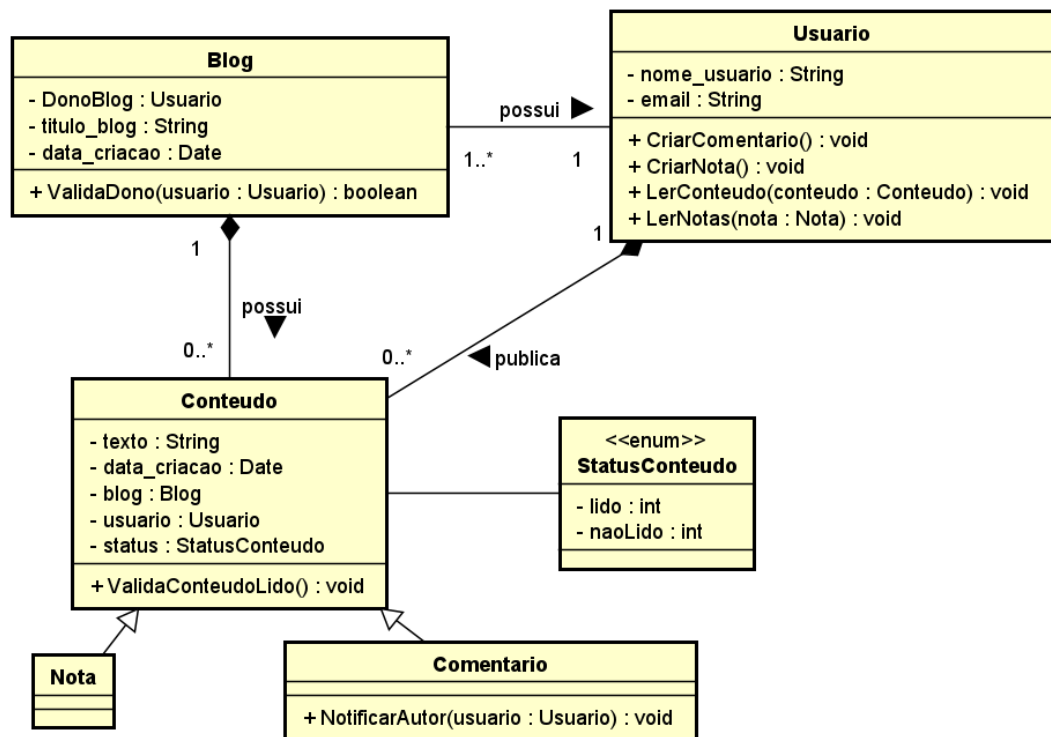 Blog
- DonoBlog : Usuario
- titulo_blog : String
- data_criacao : Date
+ ValidaDono(usuario : Usuario) : boolean
possui
1..*
1
Usuario
- nome_usuario : String
- email : String
+ CriarComentario() : void
+ CriarNota() : void
+ LerConteudo(conteudo : Conteudo) : void
+ LerNotas(nota : Nota) : void
1
possui
0..*
1
publica
0..*
Conteudo
- texto : String
- data_criacao : Date
- blog : Blog
- usuario : Usuario
- status : StatusConteudo
+ ValidaConteudoLido() : void
<<enum>>
StatusConteudo
- lido : int
- naoLido : int
Nota
Comentario
+ NotificarAutor(usuario : Usuario) : void